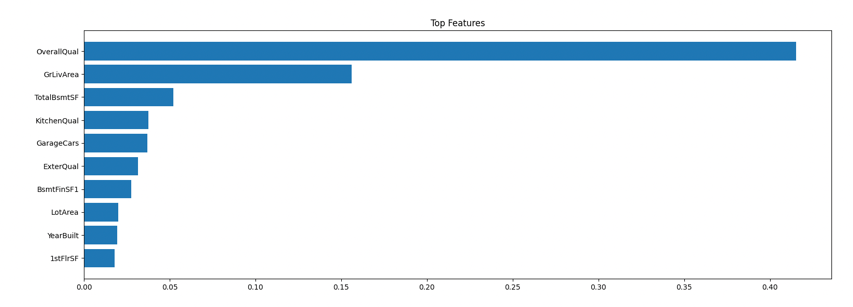 Top Features
OverallQual
GrLivArea
TotalBsmtSF
KitchenQual
GarageCars
ExterQual
BsmtFinSF1
LotArea
YearBuilt
1stFlrSF
0.00 0.05 0.10 0.15 0.20 0.25 0.30 0.35 0.40